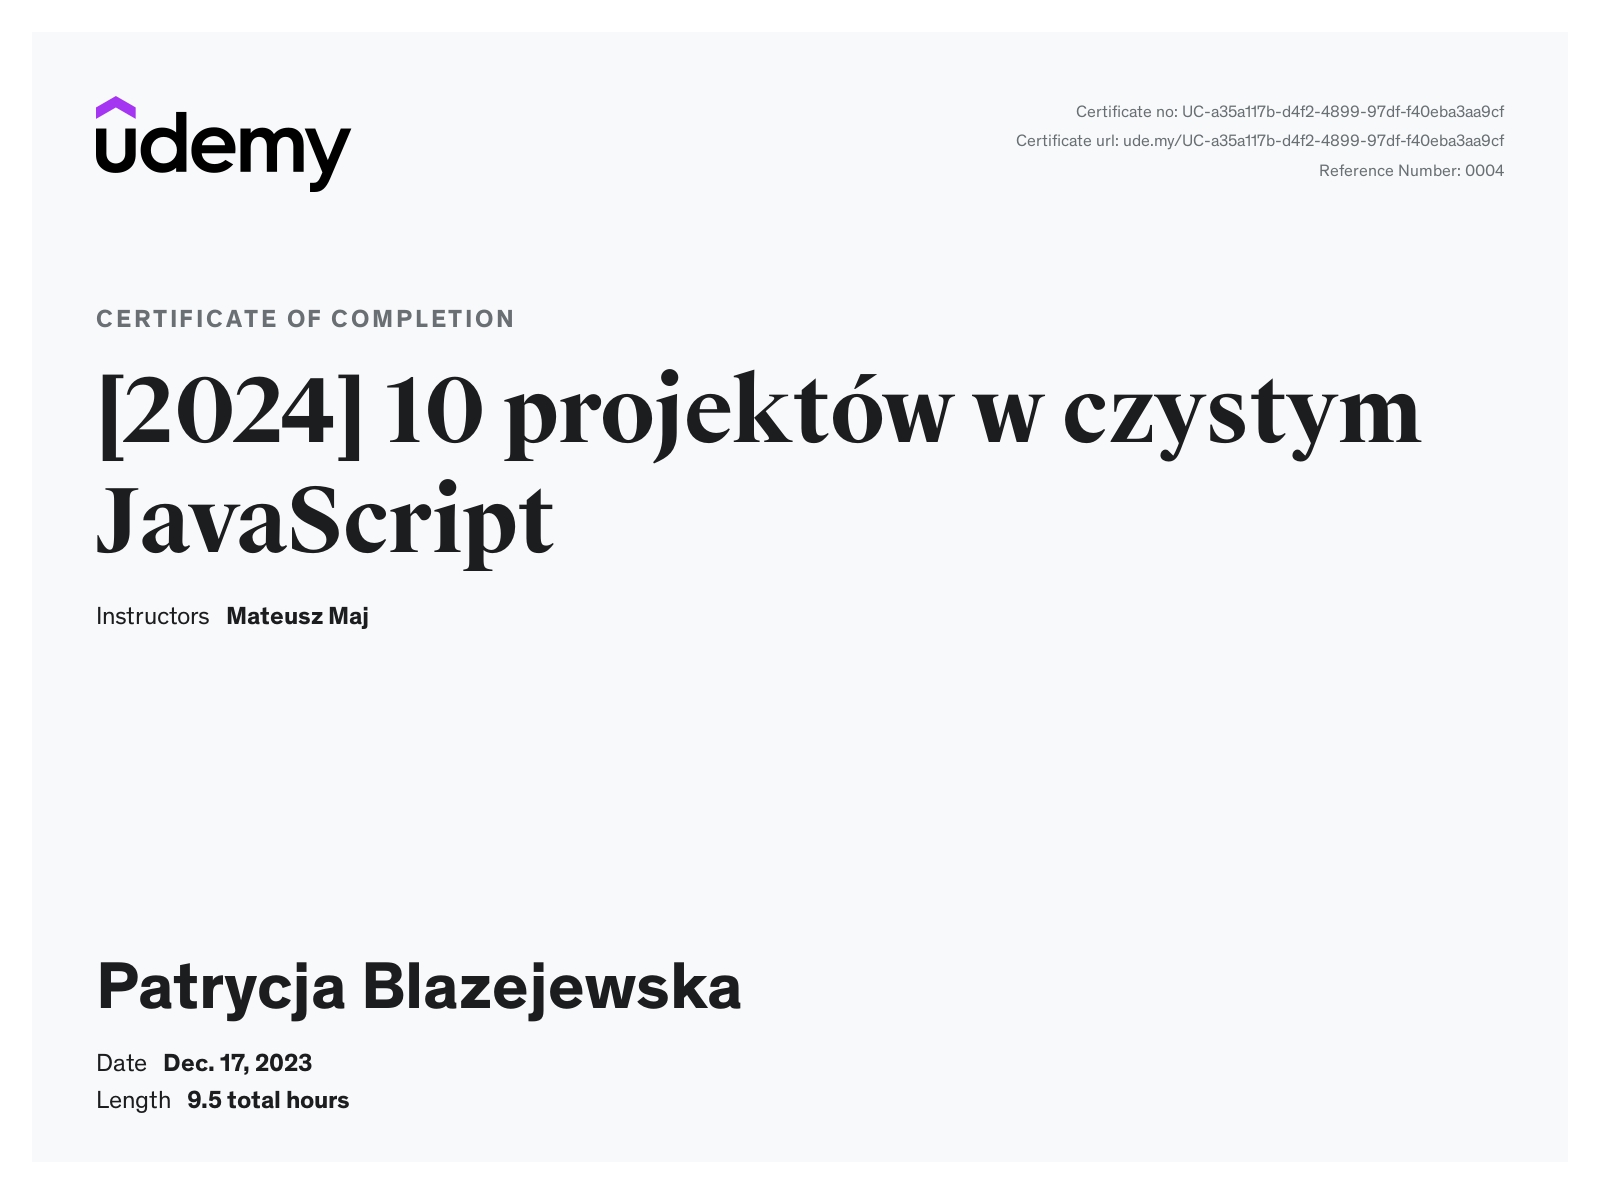 udemy
Certificate no: UC-a35a117b-d4f2-4899-97df-f40eba3aa9cf
Certificate url: ude.my/UC-a35a117b-d4f2-4899-97df-f40eba3aa9cf
Reference Number: 0004
CERTIFICATE OF COMPLETION
[2024] 10 projektów w czystym
JavaScript
Instructors Mateusz Maj
Patrycja Blazejewska
Date Dec. 17, 2023
Length 9.5 total hours